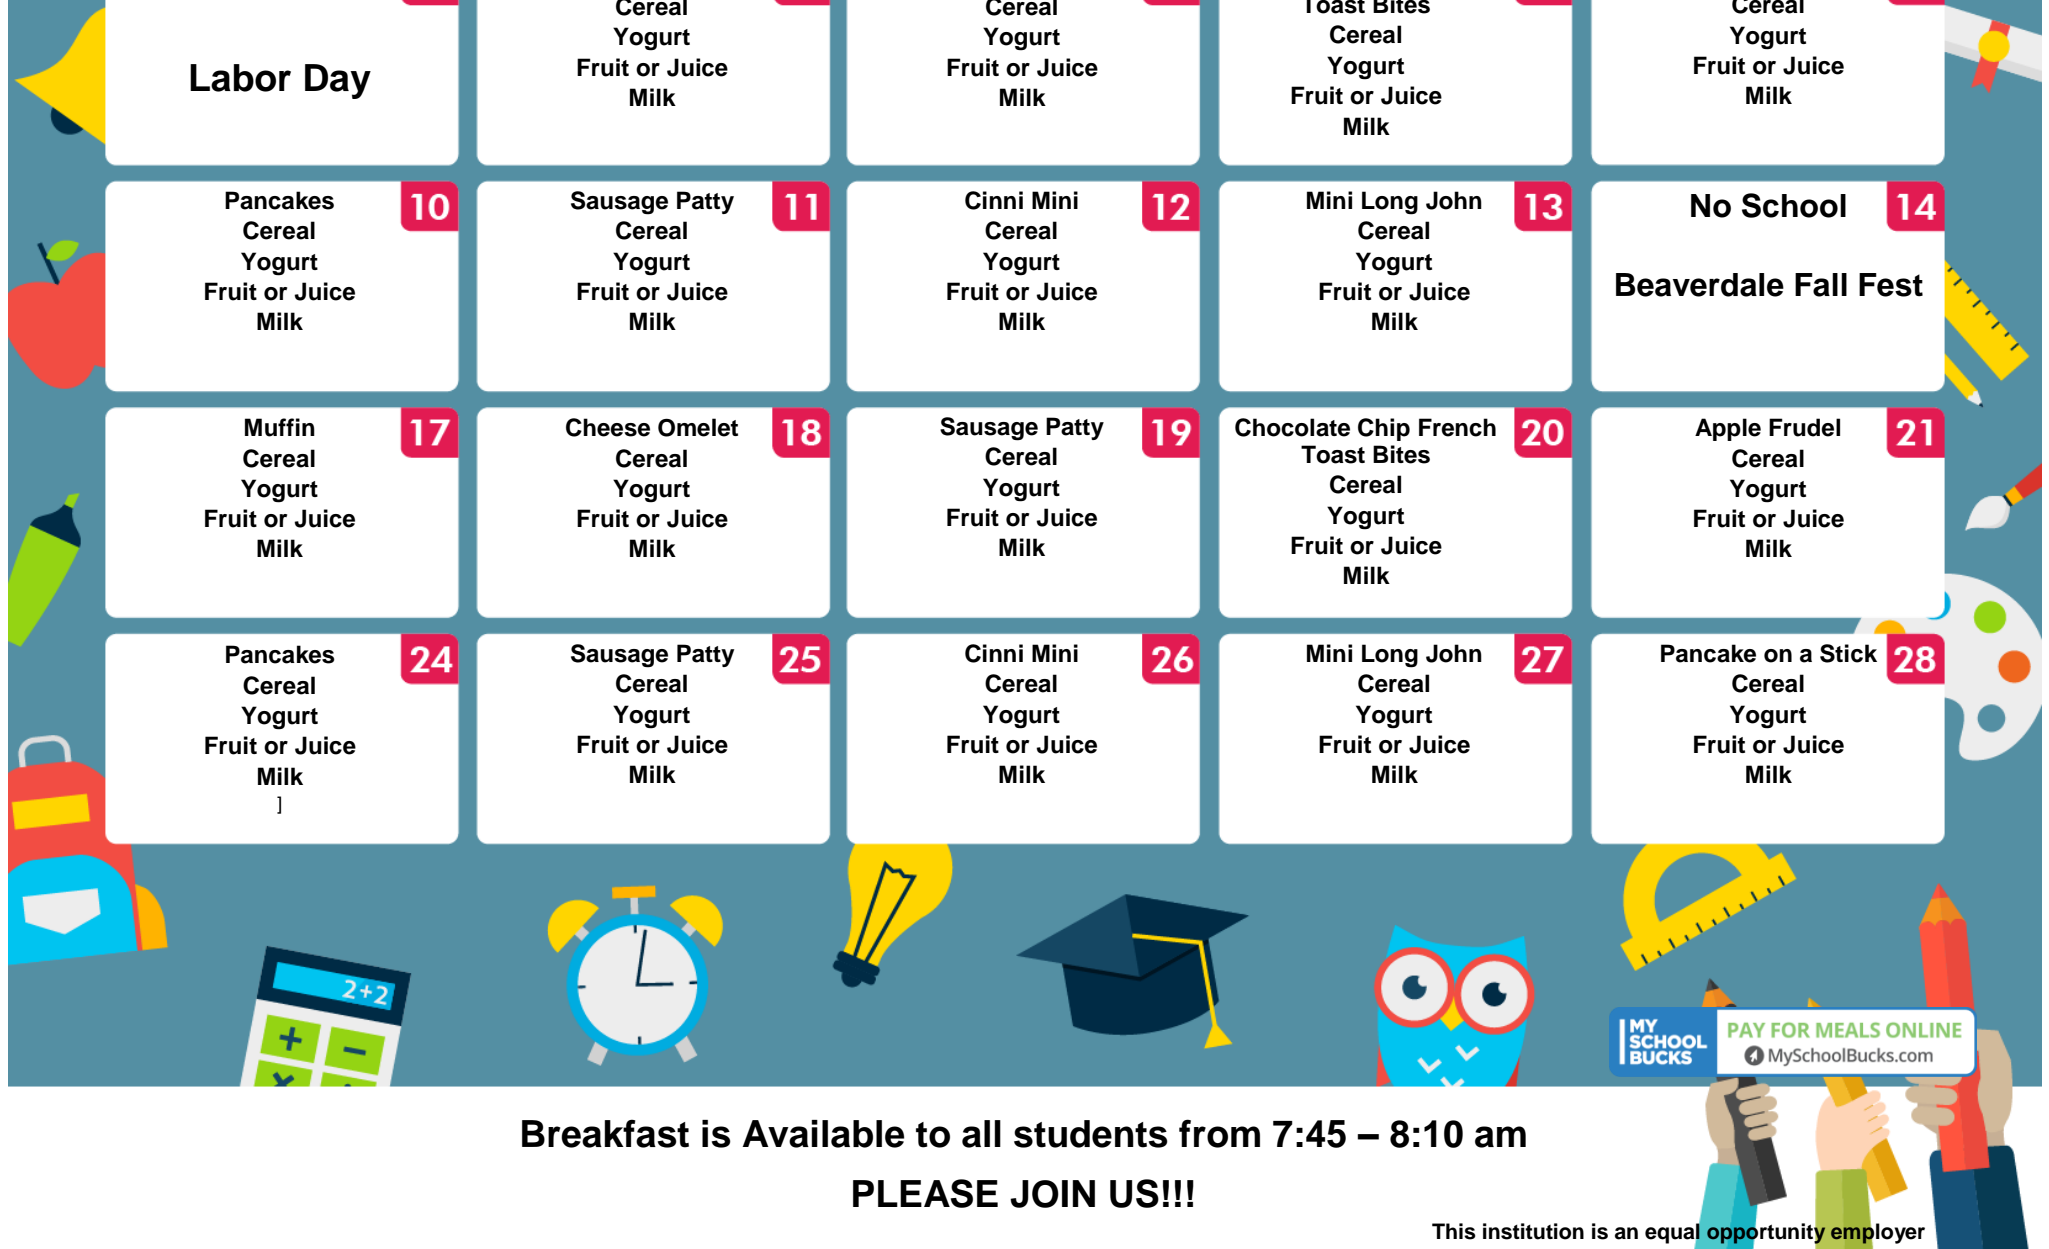 Labor Day
Cereal
Yogurt
Fruit or Juice
Milk
Cereal
Yogurt
Fruit or Juice
Milk
Toast Bites
Cereal
Yogurt
Fruit or Juice
Milk
Cereal
Yogurt
Fruit or Juice
Milk
10
Pancakes
Cereal
Yogurt
Fruit or Juice
Milk
11
Sausage Patty
Cereal
Yogurt
Fruit or Juice
Milk
12
Cinni Mini
Cereal
Yogurt
Fruit or Juice
Milk
13
Mini Long John
Cereal
Yogurt
Fruit or Juice
Milk
14
No School
Beaverdale Fall Fest
17
Muffin
Cereal
Yogurt
Fruit or Juice
Milk
18
Cheese Omelet
Cereal
Yogurt
Fruit or Juice
Milk
19
Sausage Patty
Cereal
Yogurt
Fruit or Juice
Milk
20
Chocolate Chip French
Toast Bites
Cereal
Yogurt
Fruit or Juice
Milk
21
Apple Frudel
Cereal
Yogurt
Fruit or Juice
Milk
24
Pancakes
Cereal
Yogurt
Fruit or Juice
Milk
]
25
Sausage Patty
Cereal
Yogurt
Fruit or Juice
Milk
26
Cinni Mini
Cereal
Yogurt
Fruit or Juice
Milk
27
Mini Long John
Cereal
Yogurt
Fruit or Juice
Milk
28
Pancake on a Stick
Cereal
Yogurt
Fruit or Juice
Milk
2+2
+ −
MY
SCHOOL
BUCKS
PAY FOR MEALS ONLINE
MySchoolBucks.com
Breakfast is Available to all students from 7:45 – 8:10 am
PLEASE JOIN US!!!
This institution is an equal opportunity employer